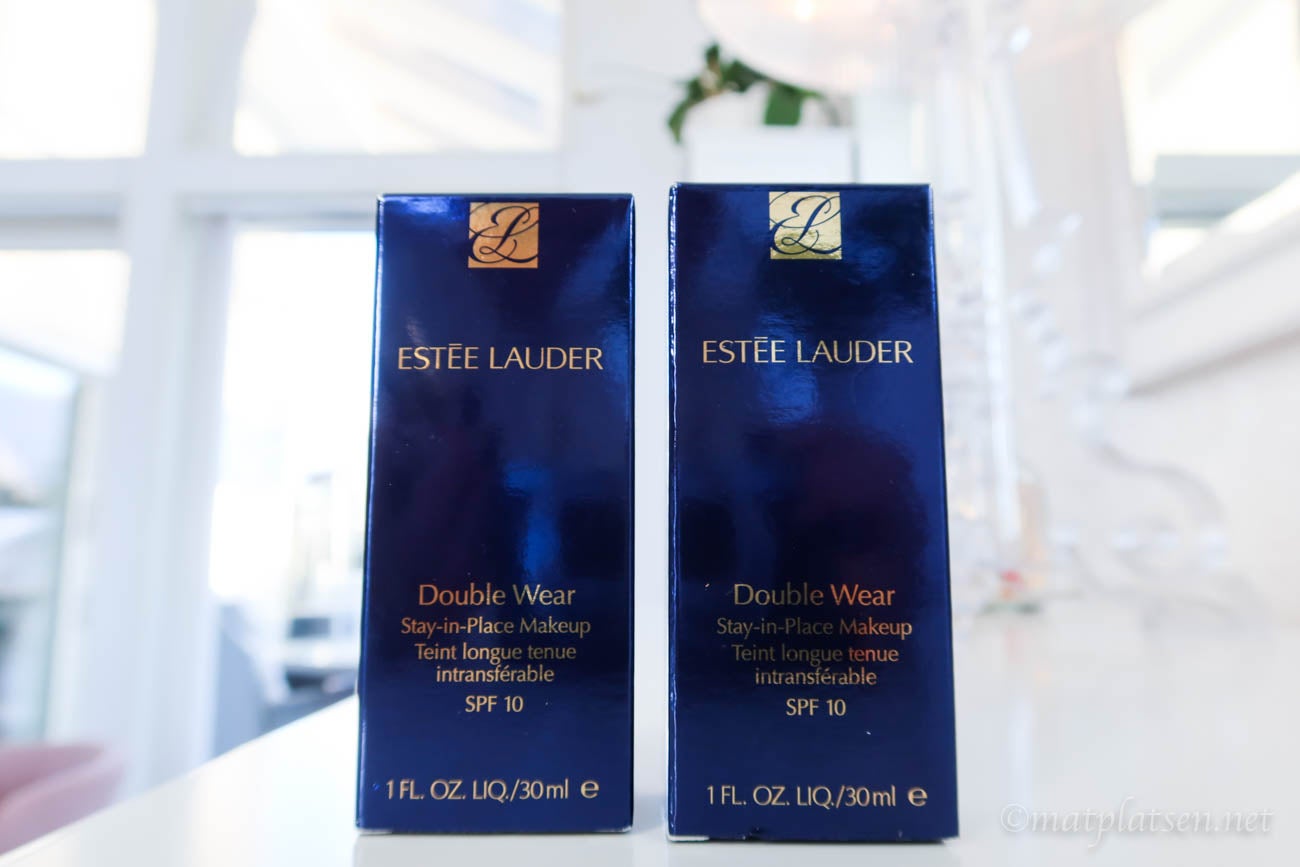 EL
ESTĒE LAUDER
Double Wear
Stay-in-Place Makeup
Teint longue tenue
intransférable
SPF 10
1 FL. OZ. LIQ./30ml e
EL
ESTĒE LAUDER
Double Wear
Stay-in-Place Makeup
Teint longue tenue
intransférable
SPF 10
1 FL. OZ. LIQ./30ml e
©matplatsen.net